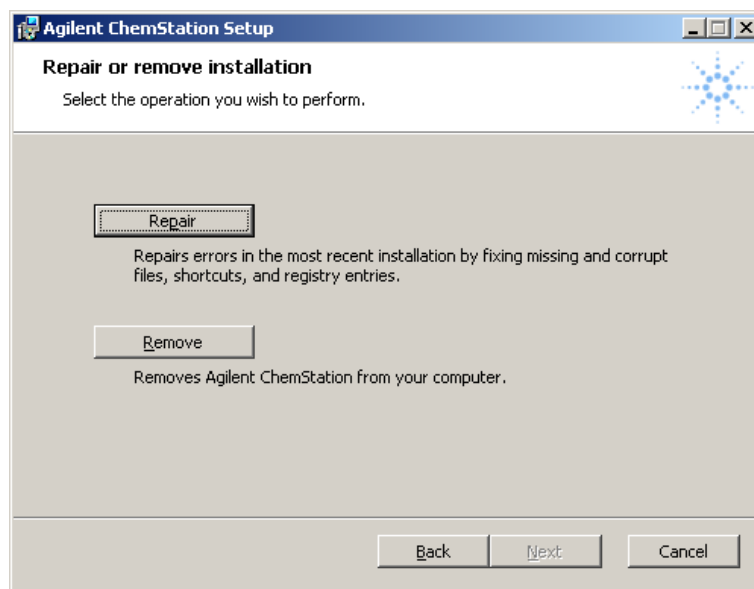 Agilent ChemStation Setup
Repair or remove installation
Select the operation you wish to perform.
Repair
Repairs errors in the most recent installation by fixing missing and corrupt
files, shortcuts, and registry entries.
Remove
Removes Agilent ChemStation from your computer.
Back Next Cancel